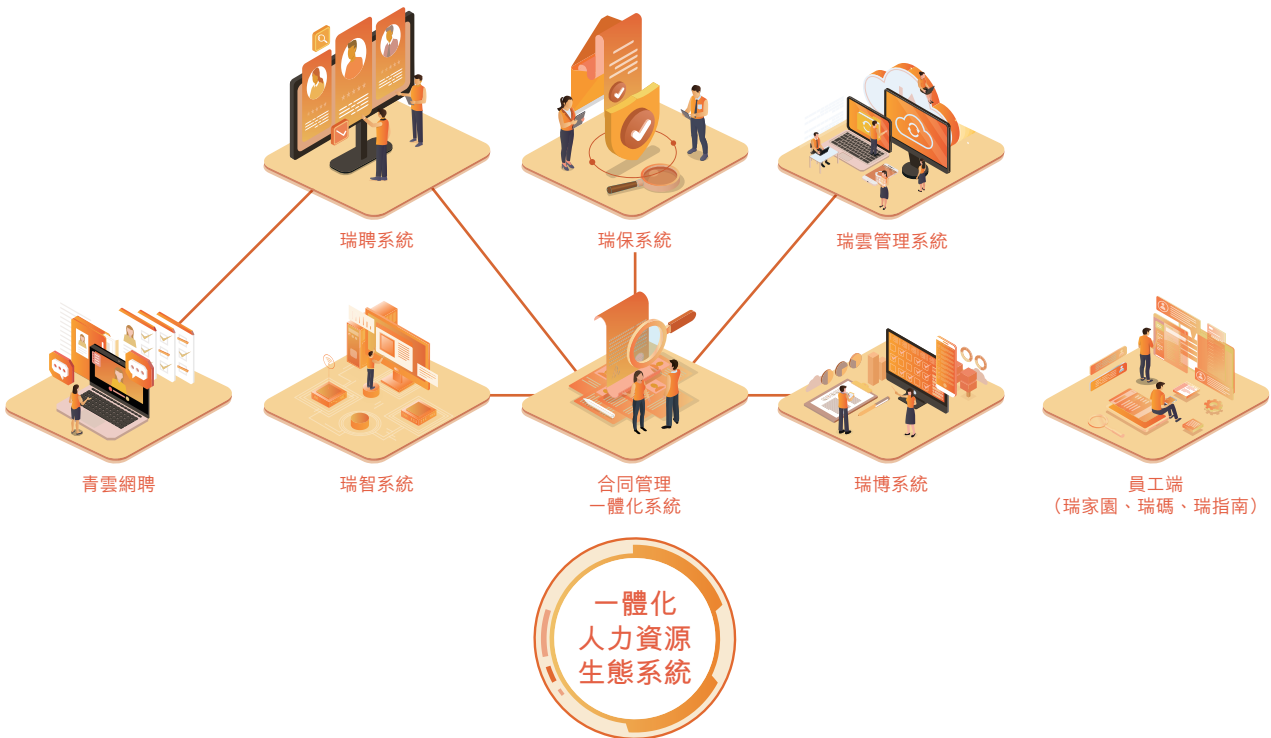 瑞聘系統
瑞保系統
瑞雲管理系統
青雲網聘
瑞智系統
合同管理
一體化系統
瑞博系統
員工端
（瑞家園、瑞碼、瑞指南）
一體化
人力資源
生態系統